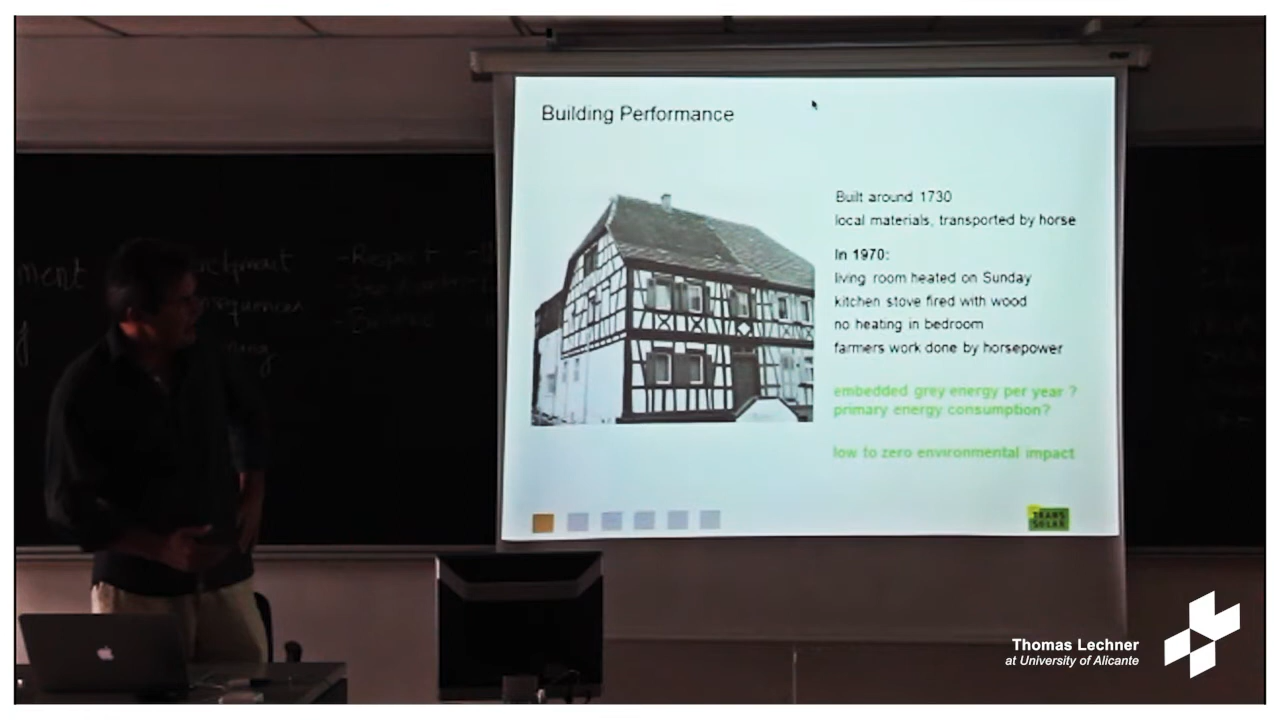 Building Performance
Built around 1730
local materials, transported by horse
In 1970:
living room heated on Sunday
kitchen stove fired with wood
no heating in bedroom
farmers work done by horsepower
embedded grey energy per year ?
primary energy consumption?
low to zero environmental impact
TRANS
SOLAR
- Respect
Thomas Lechner
at University of Alicante